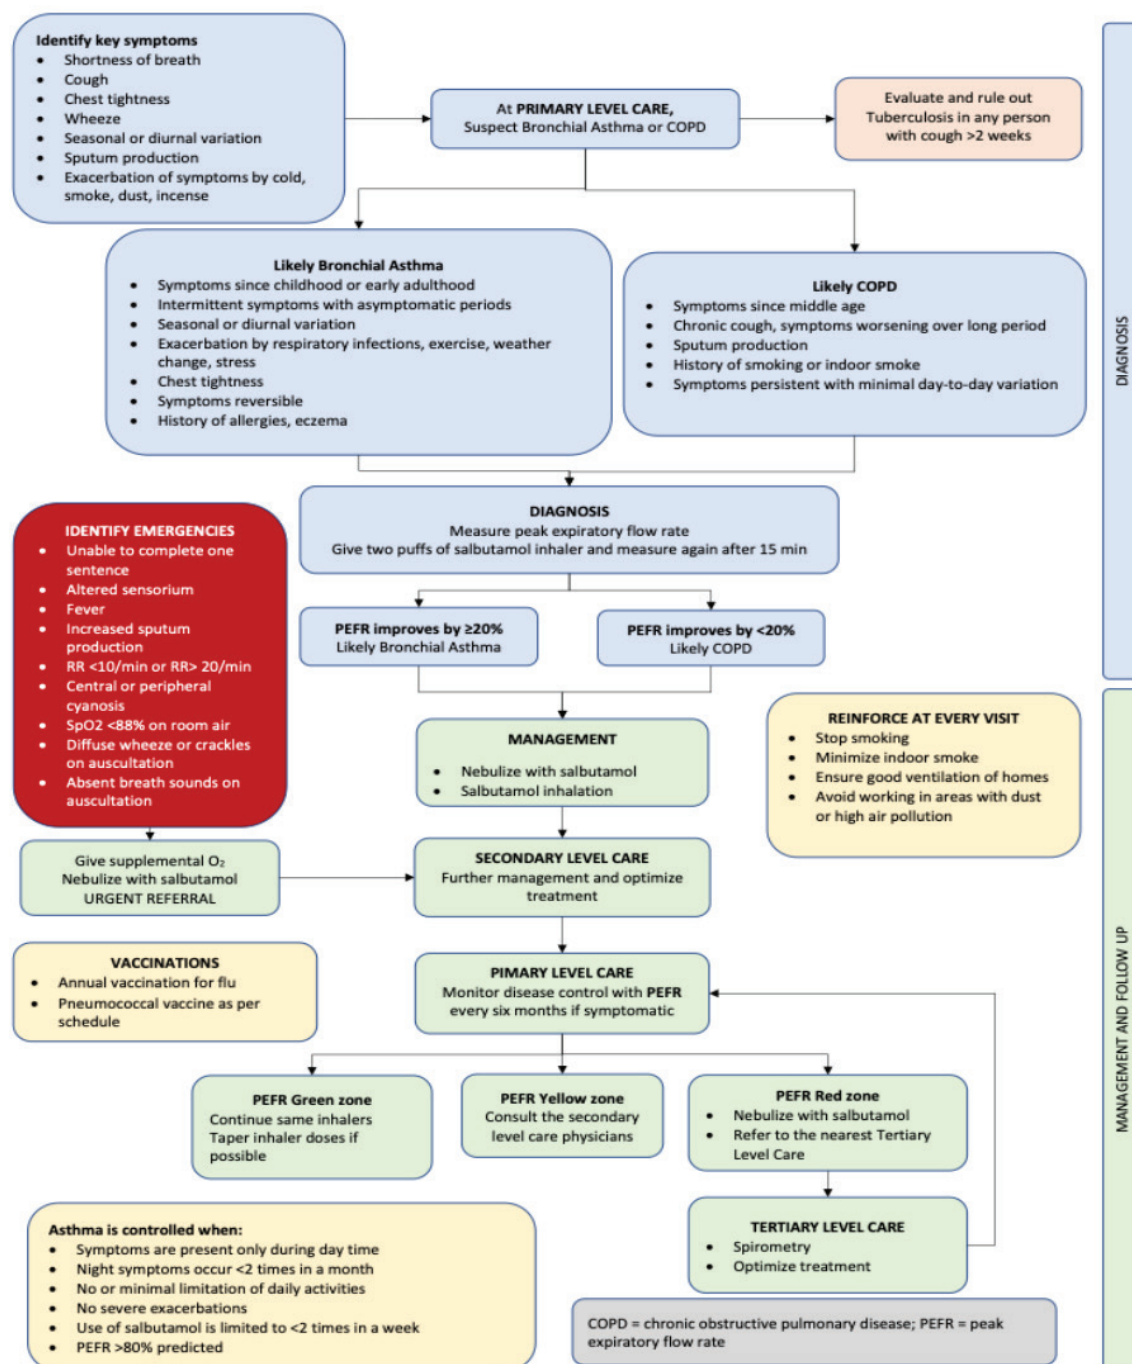 Identify key symptoms
• Shortness of breath
• Cough
• Chest tightness
• Wheeze
• Seasonal or diurnal variation
• Sputum production
• Exacerbation of symptoms by cold,
smoke, dust, incense
At PRIMARY LEVEL CARE,
Suspect Bronchial Asthma or COPD
Evaluate and rule out
Tuberculosis in any person
with cough >2 weeks
Likely Bronchial Asthma
• Symptoms since childhood or early adulthood
• Intermittent symptoms with asymptomatic periods
• Seasonal or diurnal variation
• Exacerbation by respiratory infections, exercise, weather
change, stress
• Chest tightness
• Symptoms reversible
• History of allergies, eczema
Likely COPD
• Symptoms since middle age
• Chronic cough, symptoms worsening over long period
• Sputum production
• History of smoking or indoor smoke
• Symptoms persistent with minimal day-to-day variation
DIAGNOSIS
DIAGNOSIS
Measure peak expiratory flow rate
Give two puffs of salbutamol inhaler and measure again after 15 min
IDENTIFY EMERGENCIES
• Unable to complete one
sentence
• Altered sensorium
• Fever
• Increased sputum
production
• RR <10/min or RR> 20/min
• Central or peripheral
cyanosis
• SpO2 <88% on room air
• Diffuse wheeze or crackles
on auscultation
• Absent breath sounds on
auscultation
PEFR improves by ≥20%
Likely Bronchial Asthma
PEFR improves by <20%
Likely COPD
MANAGEMENT
• Nebulize with salbutamol
• Salbutamol inhalation
REINFORCE AT EVERY VISIT
• Stop smoking
• Minimize indoor smoke
• Ensure good ventilation of homes
• Avoid working in areas with dust
or high air pollution
Give supplemental O₂
Nebulize with salbutamol
URGENT REFERRAL
SECONDARY LEVEL CARE
Further management and optimize
treatment
VACCINATIONS
• Annual vaccination for flu
• Pneumococcal vaccine as per
schedule
PIMARY LEVEL CARE
Monitor disease control with PEFR
every six months if symptomatic
MANAGEMENT AND FOLLOW UP
PEFR Green zone
Continue same inhalers
Taper inhaler doses if
possible
PEFR Yellow zone
Consult the secondary
level care physicians
PEFR Red zone
• Nebulize with salbutamol
• Refer to the nearest Tertiary
Level Care
TERTIARY LEVEL CARE
• Spirometry
• Optimize treatment
Asthma is controlled when:
• Symptoms are present only during day time
• Night symptoms occur <2 times in a month
• No or minimal limitation of daily activities
• No severe exacerbations
• Use of salbutamol is limited to <2 times in a week
• PEFR >80% predicted
COPD = chronic obstructive pulmonary disease; PEFR = peak
expiratory flow rate